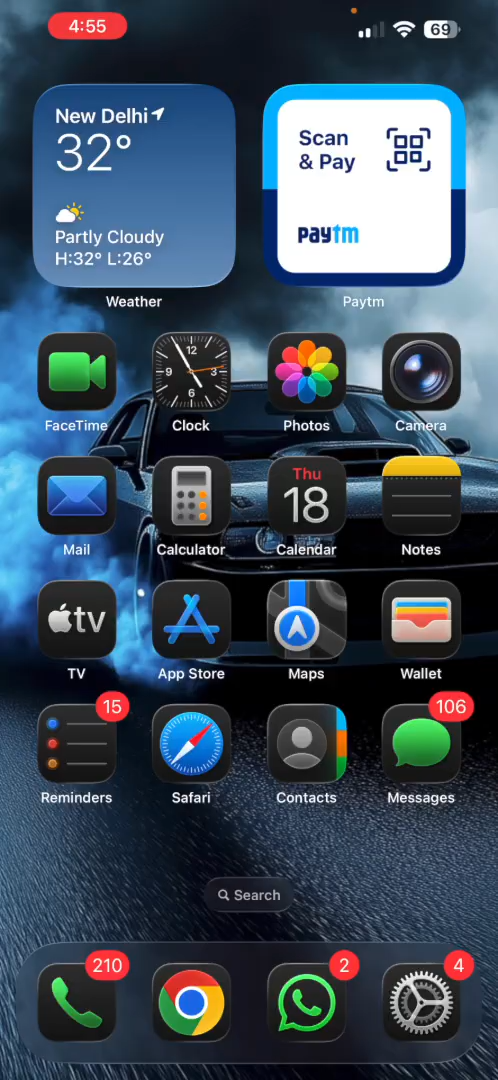 4:55
69
New Delhi
32°
Partly Cloudy
H:32° L:26°
Weather
Scan
& Pay
paytm
Paytm
12
3
6
9
FaceTime
Clock
Photos
Camera
Thu
18
Mail
Calculator
Calendar
Notes
tv
TV
App Store
Maps
Wallet
15
106
Reminders
Safari
Contacts
Messages
Search
210
2
4